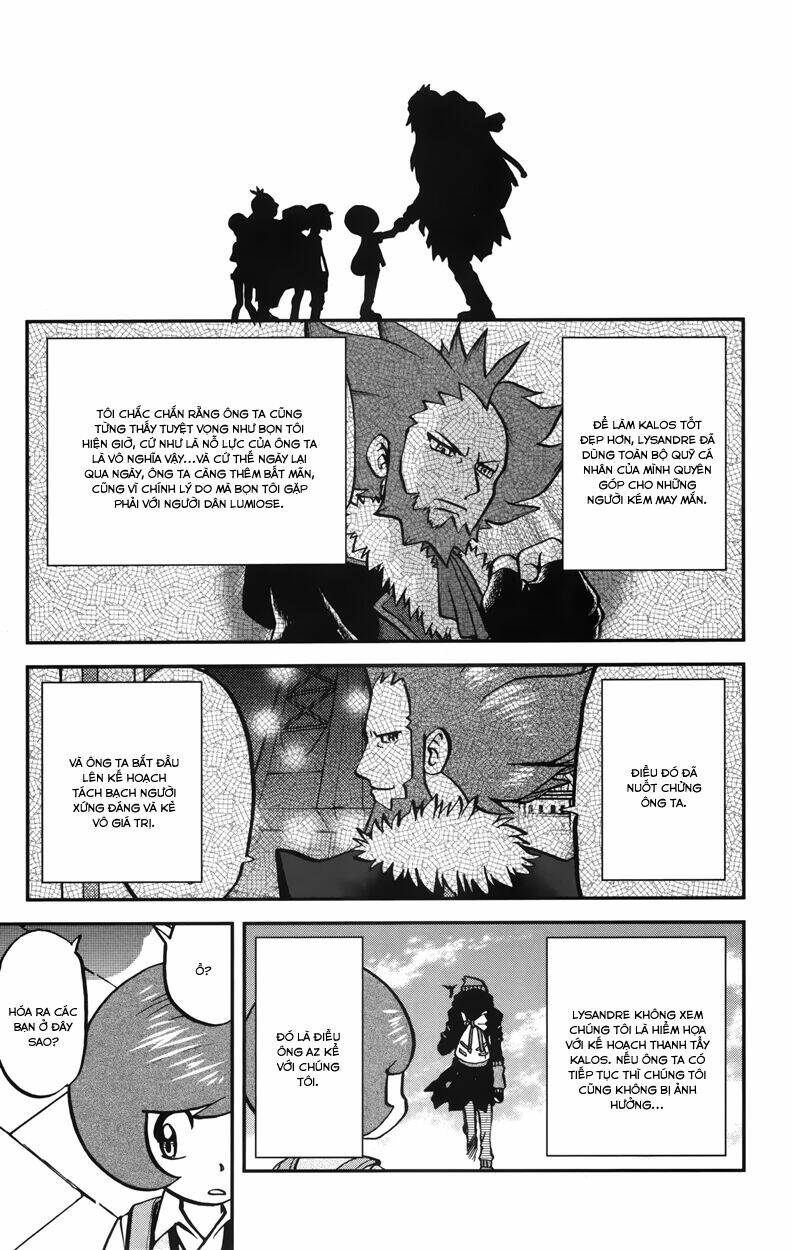 ĐỂ LÀM KALOS TỐT
ĐẸP HƠN, LYSANDRE ĐÃ
DÙNG TOÀN BỘ QUỸ CÁ
NHÂN CỦA MÌNH QUYÊN
GÓP CHO NHỮNG
NGƯỜI KÉM MAY MẮN.
TÔI CHẮC CHẮN RẰNG ÔNG TA CŨNG
TỪNG THẤY TUYỆT VỌNG NHƯ BỌN TÔI
HIỆN GIỜ, CỨ NHƯ LÀ NỖ LỰC CỦA ÔNG TA
LÀ VÔ NGHĨA VẬY...VÀ CỨ THẾ NGÀY LẠI
QUA NGÀY, ÔNG TA CÀNG THÊM BẤT MÃN,
CŨNG VÌ CHÍNH LÝ DO MÀ BỌN TÔI GẶP
PHẢI VỚI NGƯỜI DÂN LUMIOSE.
ĐIỀU ĐÓ ĐÃ
NUỐT CHỬNG
ÔNG TA.
VÀ ÔNG TA BẮT ĐẦU
LÊN KẾ HOẠCH
TÁCH BẠCH NGƯỜI
XỨNG ĐÁNG VÀ KẺ
VÔ GIÁ TRỊ.
LYSANDRE KHÔNG XEM
CHÚNG TÔI LÀ HIỂM HỌA
VỚI KẾ HOẠCH THANH TẨY
KALOS. NẾU ÔNG TA CÓ
TIẾP TỤC THÌ CHÚNG TÔI
CŨNG KHÔNG BỊ ẢNH
HƯỞNG...
ĐÓ LÀ ĐIỀU
ÔNG AZ KỂ
VỚI CHÚNG
TÔI.
Ồ?
HÓA RA CÁC
BẠN Ở ĐÂY
SAO?